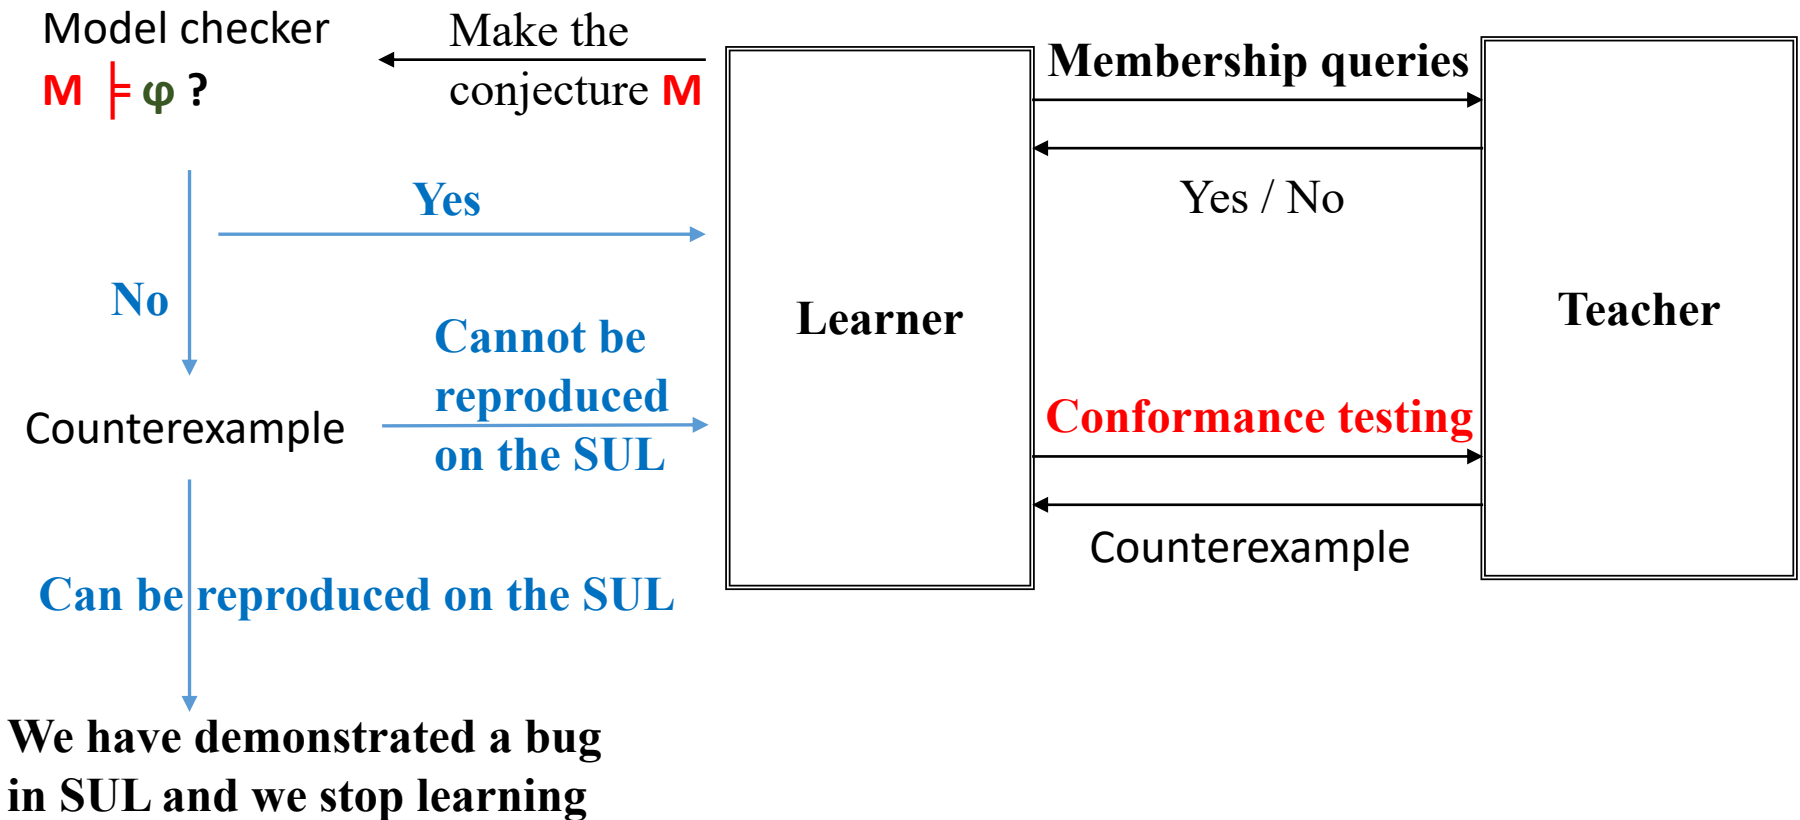 Model checker
M ⊨ φ ?
Make the
conjecture M
Membership queries
Yes / No
Yes
No
Learner
Teacher
Cannot be
reproduced
on the SUL
Counterexample
Conformance testing
Counterexample
Can be reproduced on the SUL
We have demonstrated a bug
in SUL and we stop learning